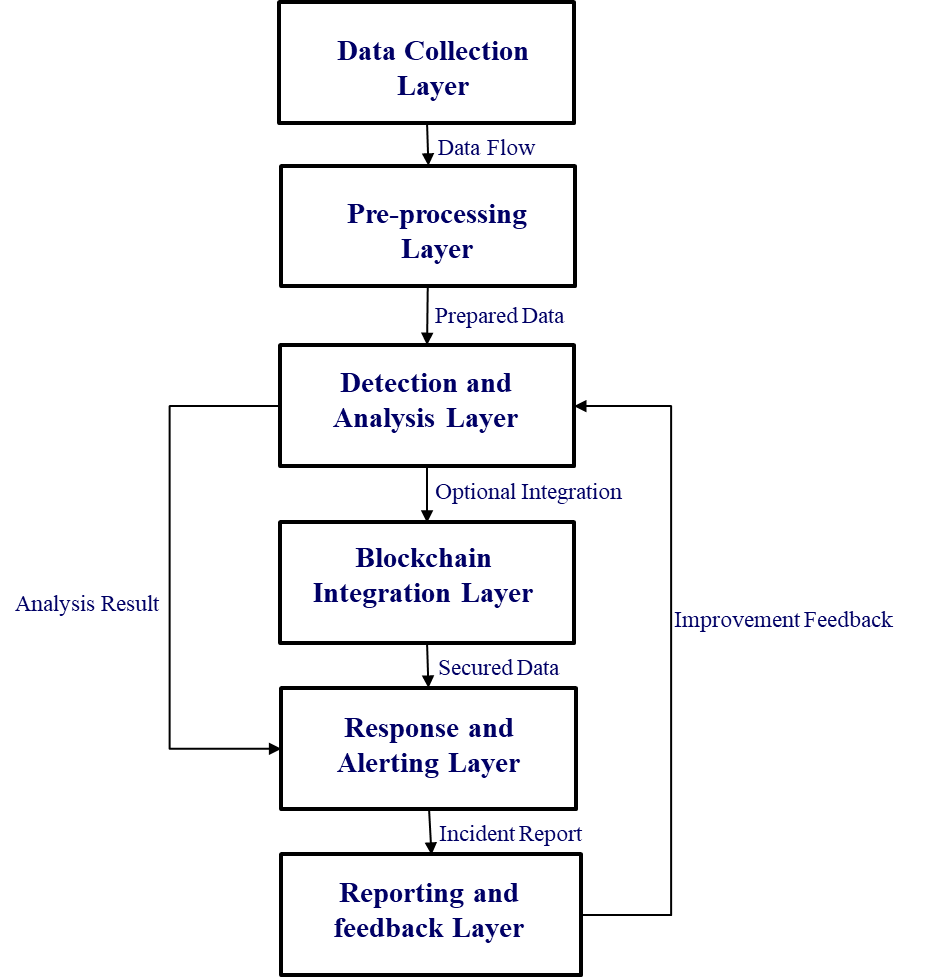 Data Collection
Layer
Data Flow
Pre-processing
Layer
Prepared Data
Detection and
Analysis Layer
Optional Integration
Blockchain
Integration Layer
Analysis Result
Improvement Feedback
Secured Data
Response and
Alerting Layer
Incident Report
Reporting and
feedback Layer